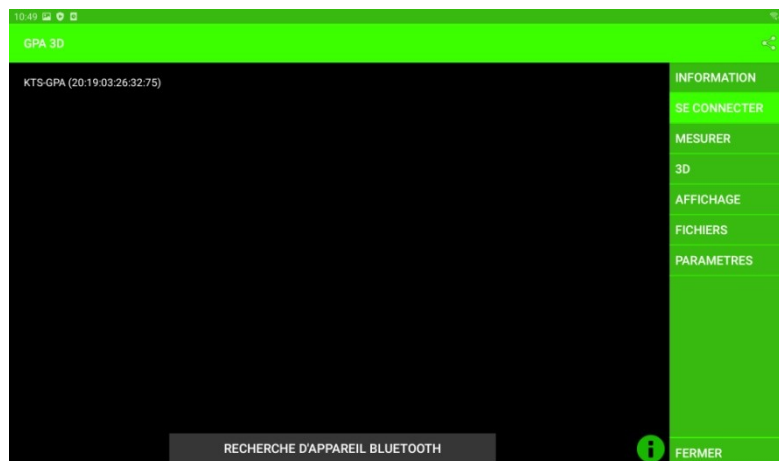 10:49
GPA 3D
KTS-GPA (20:19:03:26:32:75)
INFORMATION
SE CONNECTER
MESURER
3D
AFFICHAGE
FICHIERS
PARAMETRES
RECHERCHE D'APPAREIL BLUETOOTH
i
FERMER